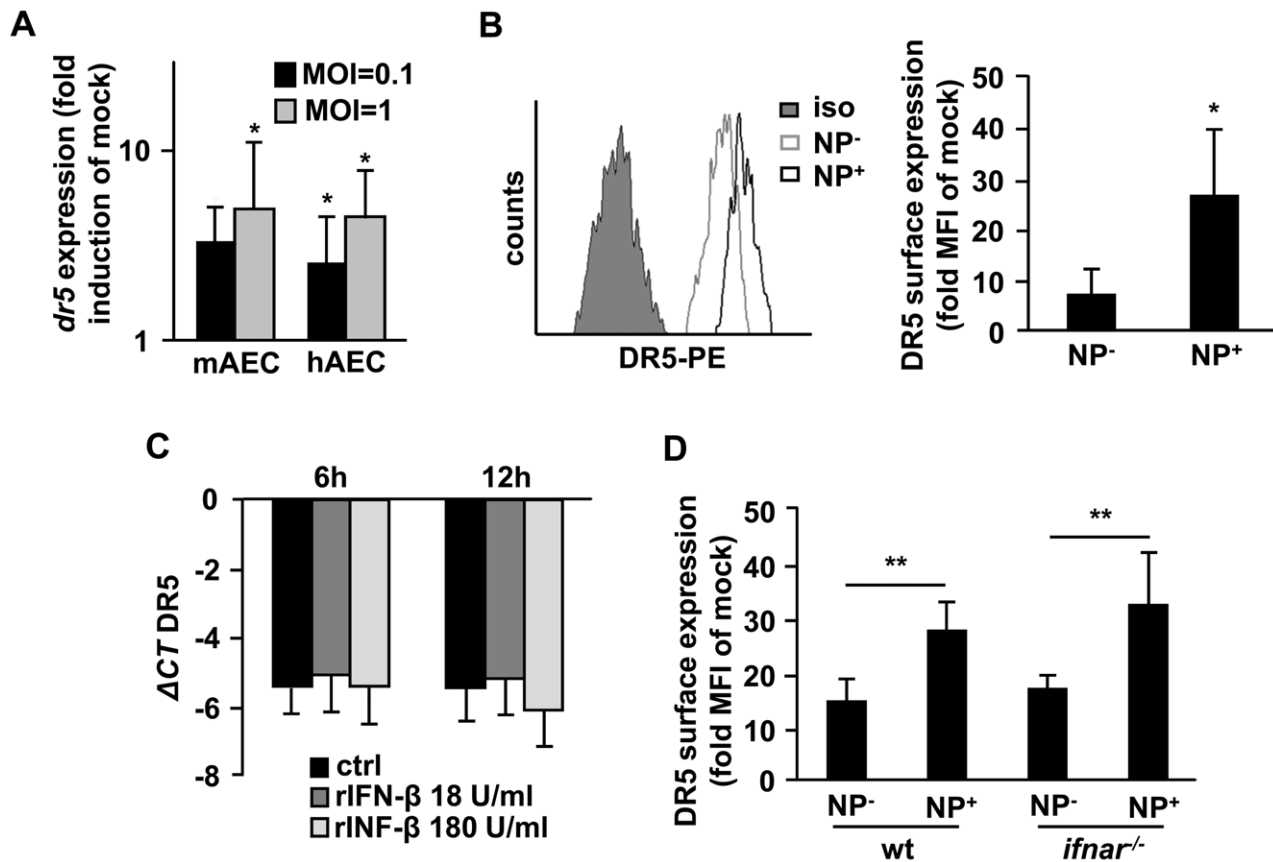 A
dr5 expression (fold
induction of mock)
MOI=0.1
MOI=1
10
1
*
*
*
mAEC
hAEC
B
counts
DR5-PE
iso
NP-
NP+
DR5 surface expression
(fold MFI of mock)
50
40
30
20
10
0
*
NP-
NP+
C
6h
12h
ΔCT DR5
0
-2
-4
-6
-8
ctrl
rIFN-β 18 U/ml
rINF-β 180 U/ml
D
DR5 surface expression
(fold MFI of mock)
50
40
30
20
10
0
**
**
NP- NP+ NP- NP+
wt ifnar-/-